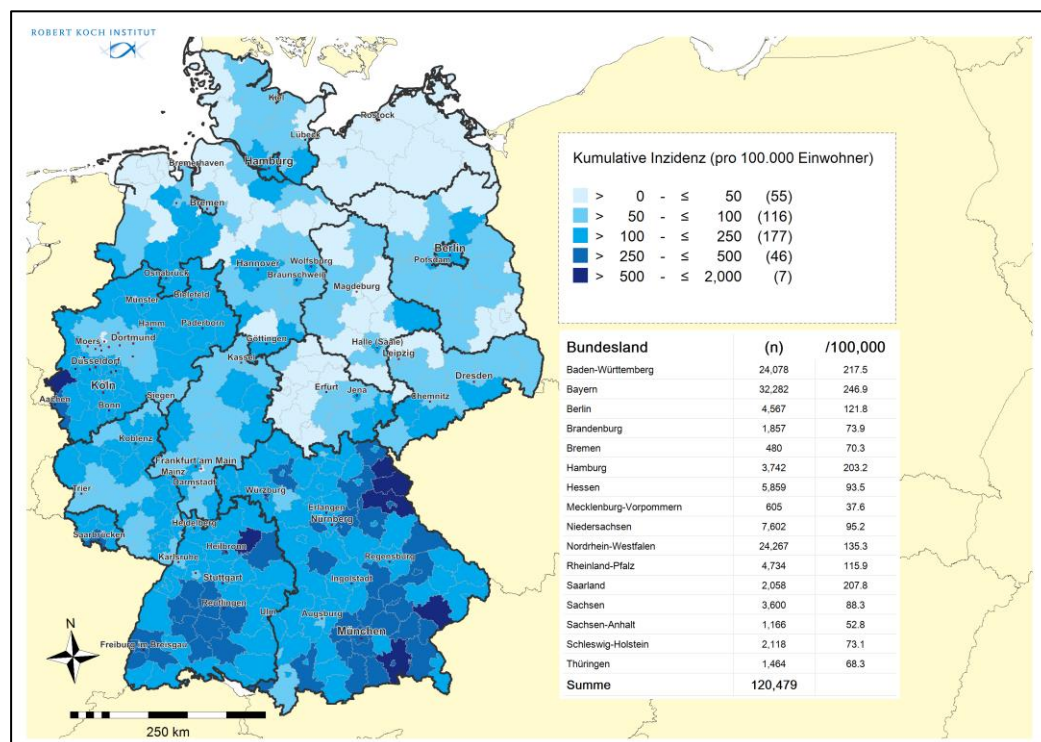 ROBERT KOCH INSTITUT
Kiel
Rostock
Lübeck
Hamburg
Bremerhaven
Bremen
Berlin
Potsdam
Hannover
Wolfsburg
Braunschweig
Osnabrück
Magdeburg
Münster
Bielefeld
Hamm
Paderborn
Moers
Dortmund
Göttingen
Halle (Saale)
Leipzig
Kassel
Düsseldorf
Dresden
Köln
Erfurt
Jena
Chemnitz
Aachen
Siegen
Bonn
Koblenz
Frankfurt am Main
Mainz
Darmstadt
Trier
Würzburg
Erlangen
Nürnberg
Heidelberg
Saarbrücken
Heilbronn
Karlsruhe
Regensburg
Stuttgart
Ingolstadt
Reutlingen
Ulm
Augsburg
München
Freiburg im Breisgau
N
250 km
Kumulative Inzidenz (pro 100.000 Einwohner)
> 0 - ≤ 50 (55)
> 50 - ≤ 100 (116)
> 100 - ≤ 250 (177)
> 250 - ≤ 500 (46)
> 500 - ≤ 2,000 (7)
Bundesland (n) /100,000
Baden-Württemberg 24,078 217.5
Bayern 32,282 246.9
Berlin 4,567 121.8
Brandenburg 1,857 73.9
Bremen 480 70.3
Hamburg 3,742 203.2
Hessen 5,859 93.5
Mecklenburg-Vorpommern 605 37.6
Niedersachsen 7,602 95.2
Nordrhein-Westfalen 24,267 135.3
Rheinland-Pfalz 4,734 115.9
Saarland 2,058 207.8
Sachsen 3,600 88.3
Sachsen-Anhalt 1,166 52.8
Schleswig-Holstein 2,118 73.1
Thüringen 1,464 68.3
Summe 120,479